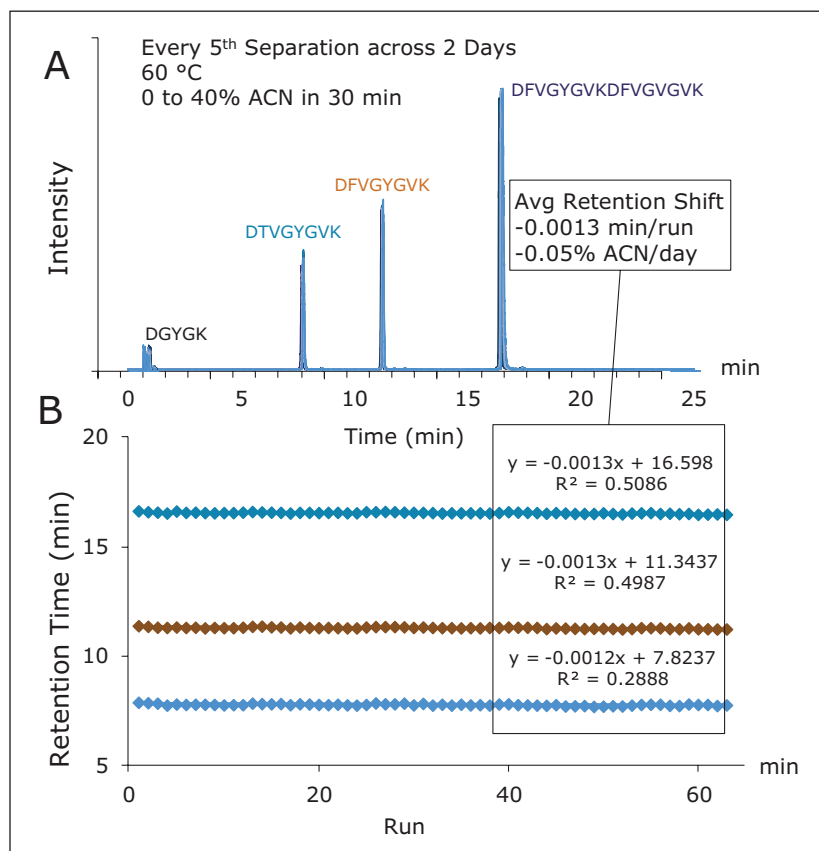 A
Every 5th Separation across 2 Days
60 °C
0 to 40% ACN in 30 min
DFVGYGVKDFVGVGVK
DFVGYGVK
DTVGYGVK
DGYGK
Avg Retention Shift
-0.0013 min/run
-0.05% ACN/day
Intensity
min
0 5 10 15 20 25
Time (min)
B
20
15
10
5
Retention Time (min)
y = -0.0013x + 16.598
R² = 0.5086
y = -0.0013x + 11.3437
R² = 0.4987
y = -0.0012x + 7.8237
R² = 0.2888
min
0 20 40 60
Run